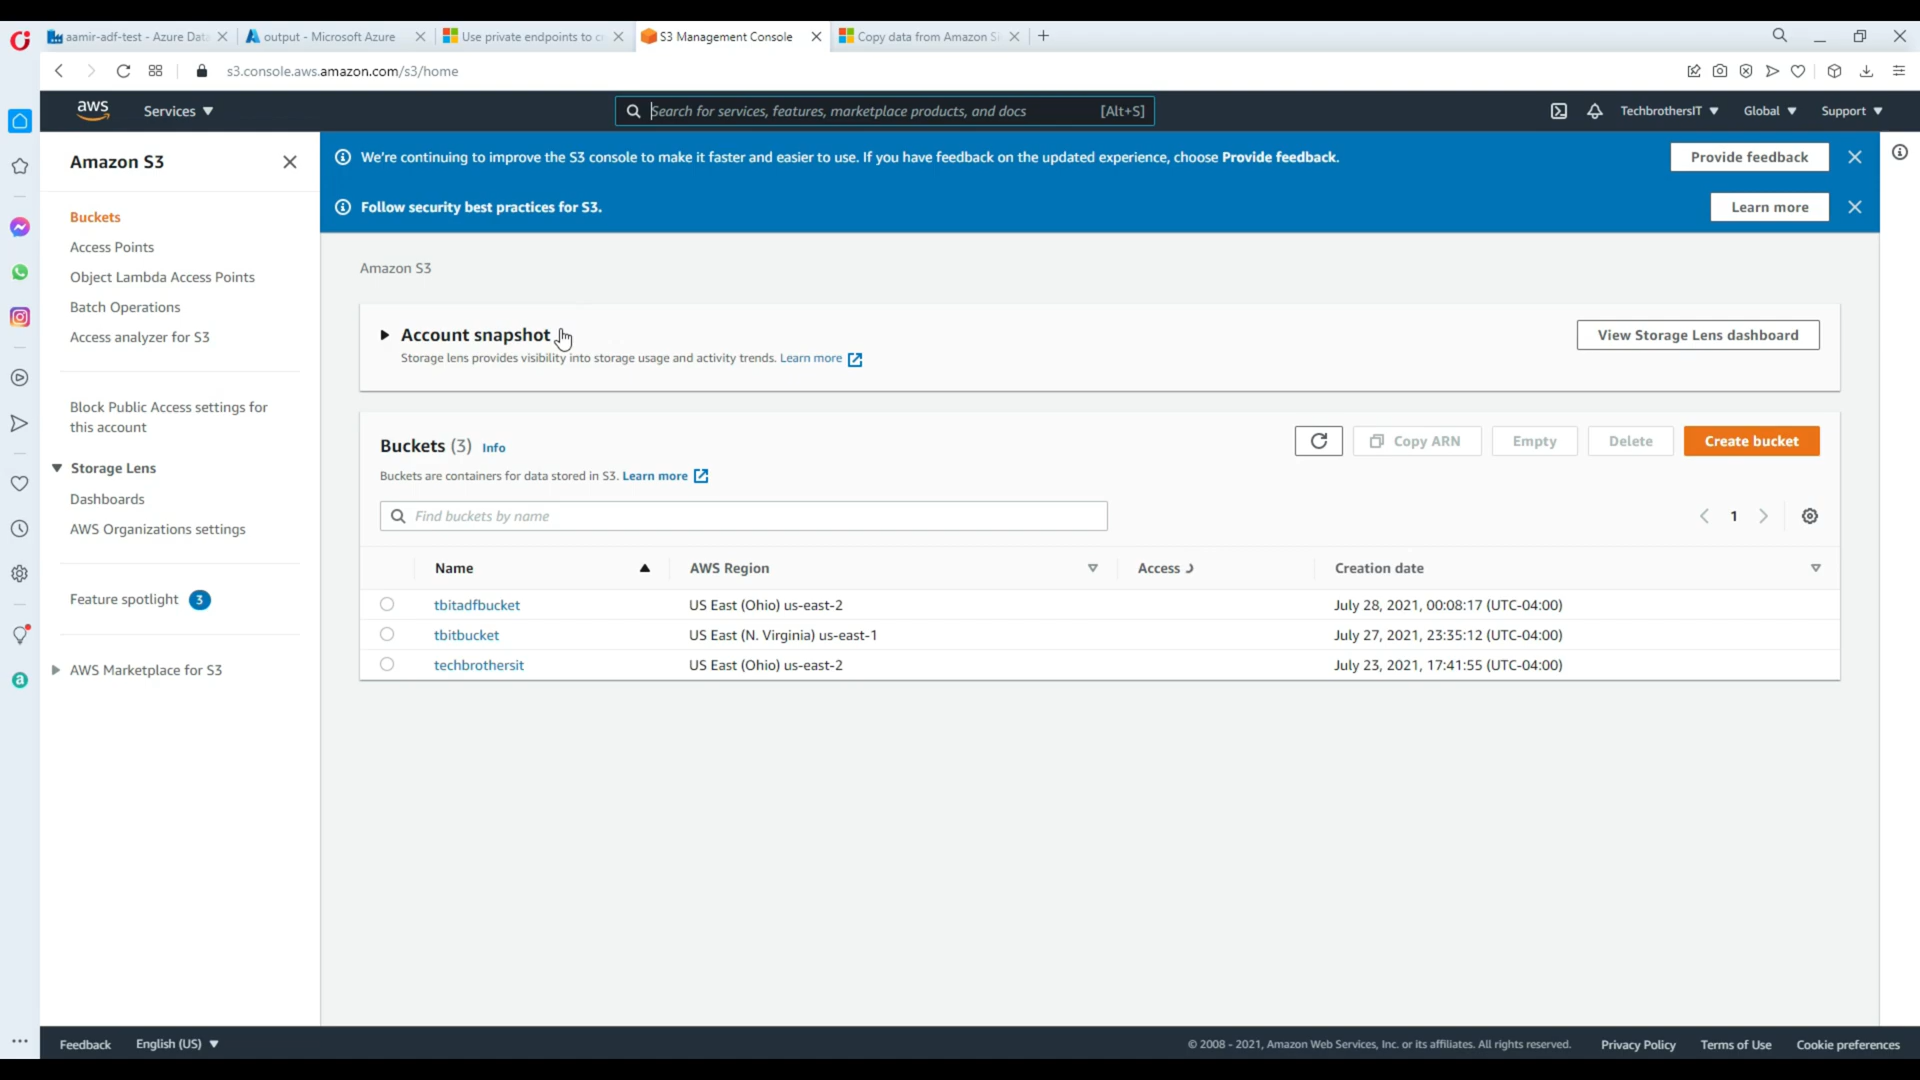 aamir-adf-test - Azure Data
output - Microsoft Azure
Use private endpoints to c
S3 Management Console
Copy data from Amazon S
s3.console.aws.amazon.com/s3/home
aws
Services
Search for services, features, marketplace products, and docs
[Alt+S]
TechbrothersIT
Global
Support
Amazon S3
We're continuing to improve the S3 console to make it faster and easier to use. If you have feedback on the updated experience, choose Provide feedback.
Provide feedback
Follow security best practices for S3.
Learn more
Buckets
Access Points
Object Lambda Access Points
Batch Operations
Access analyzer for S3
Block Public Access settings for
this account
Storage Lens
Dashboards
AWS Organizations settings
Feature spotlight 3
AWS Marketplace for S3
Amazon S3
Account snapshot
Storage lens provides visibility into storage usage and activity trends. Learn more
View Storage Lens dashboard
Buckets (3) Info
Buckets are containers for data stored in S3. Learn more
Copy ARN
Empty
Delete
Create bucket
Find buckets by name
1
Name AWS Region Access Creation date
tbitadfbucket US East (Ohio) us-east-2 July 28, 2021, 00:08:17 (UTC-04:00)
tbitbucket US East (N. Virginia) us-east-1 July 27, 2021, 23:35:12 (UTC-04:00)
techbrothersit US East (Ohio) us-east-2 July 23, 2021, 17:41:55 (UTC-04:00)
Feedback
English (US)
© 2008 - 2021, Amazon Web Services, Inc. or its affiliates. All rights reserved.
Privacy Policy
Terms of Use
Cookie preferences